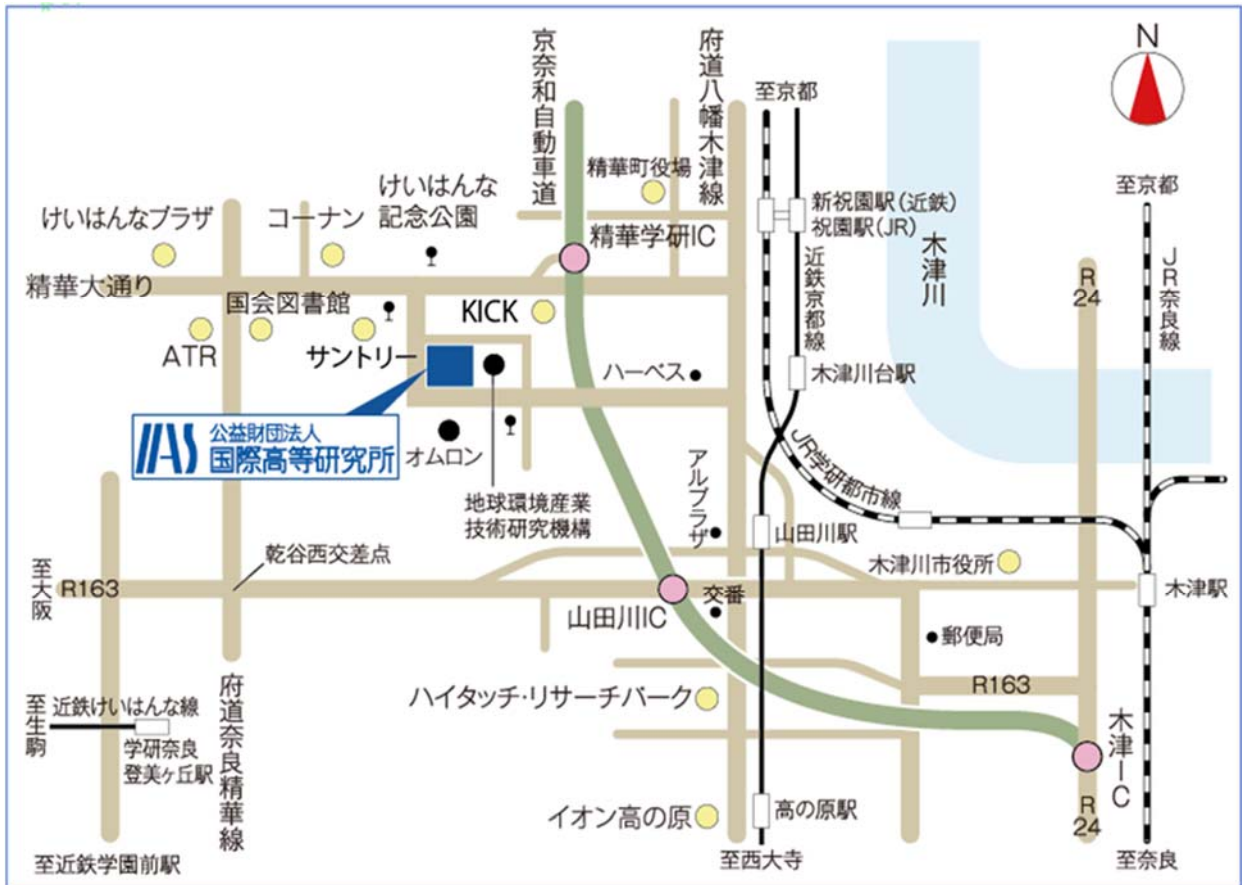 N
京奈和自動車道
府道八幡木津線
至京都
精華町役場
けいはんな
記念公園
至京都
新祝園駅(近鉄)
祝園駅(JR)
けいはんなプラザ
コーナン
精華学研IC
木津川
近鉄京都線
JR奈良線
R
24
精華大通り
国会図書館
KICK
ATR
サントリー
ハーベス
木津川台駅
IIAS
公益財団法人
国際高等研究所
オムロン
JR学研都市線
アルプラザ
地球環境産業
技術研究機構
山田川駅
乾谷西交差点
木津川市役所
至大阪
R163
交番
木津駅
山田川IC
郵便局
R163
ハイタッチ・リサーチパーク
至生駒
近鉄けいはんな線
学研奈良
登美ヶ丘駅
府道奈良精華線
木津IC
イオン高の原
高の原駅
R
24
至近鉄学園前駅
至西大寺
至奈良